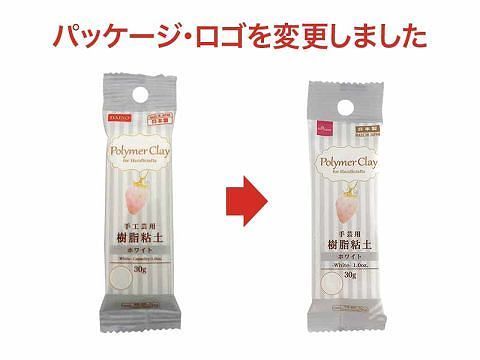 パッケージ・ロゴを変更しました
DAISO
日本製
Polymer Clay
for Handicrafts
手工芸用
樹脂粘土
ホワイト
30g
日本製
MADE IN JAPAN
Polymer Clay
for Handicrafts
手芸用
樹脂粘土
ホワイト
White 1.0oz.
30g